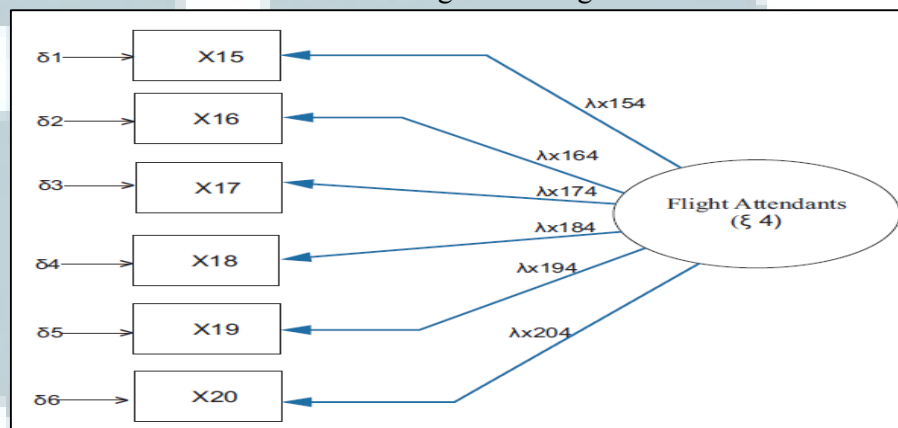 δ1
X15
λx154
δ2
X16
λx164
δ3
X17
λx174
Flight Attendants
(ξ 4)
λx184
δ4
X18
λx194
δ5
X19
λx204
δ6
X20